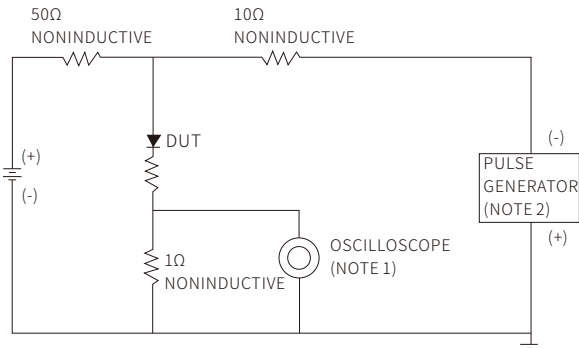 50Ω
NONINDUCTIVE
10Ω
NONINDUCTIVE
DUT
(+)
(-)
(-)
PULSE
GENERATOR
(NOTE 2)
(+)
1Ω
NONINDUCTIVE
OSCILLOSCOPE
(NOTE 1)